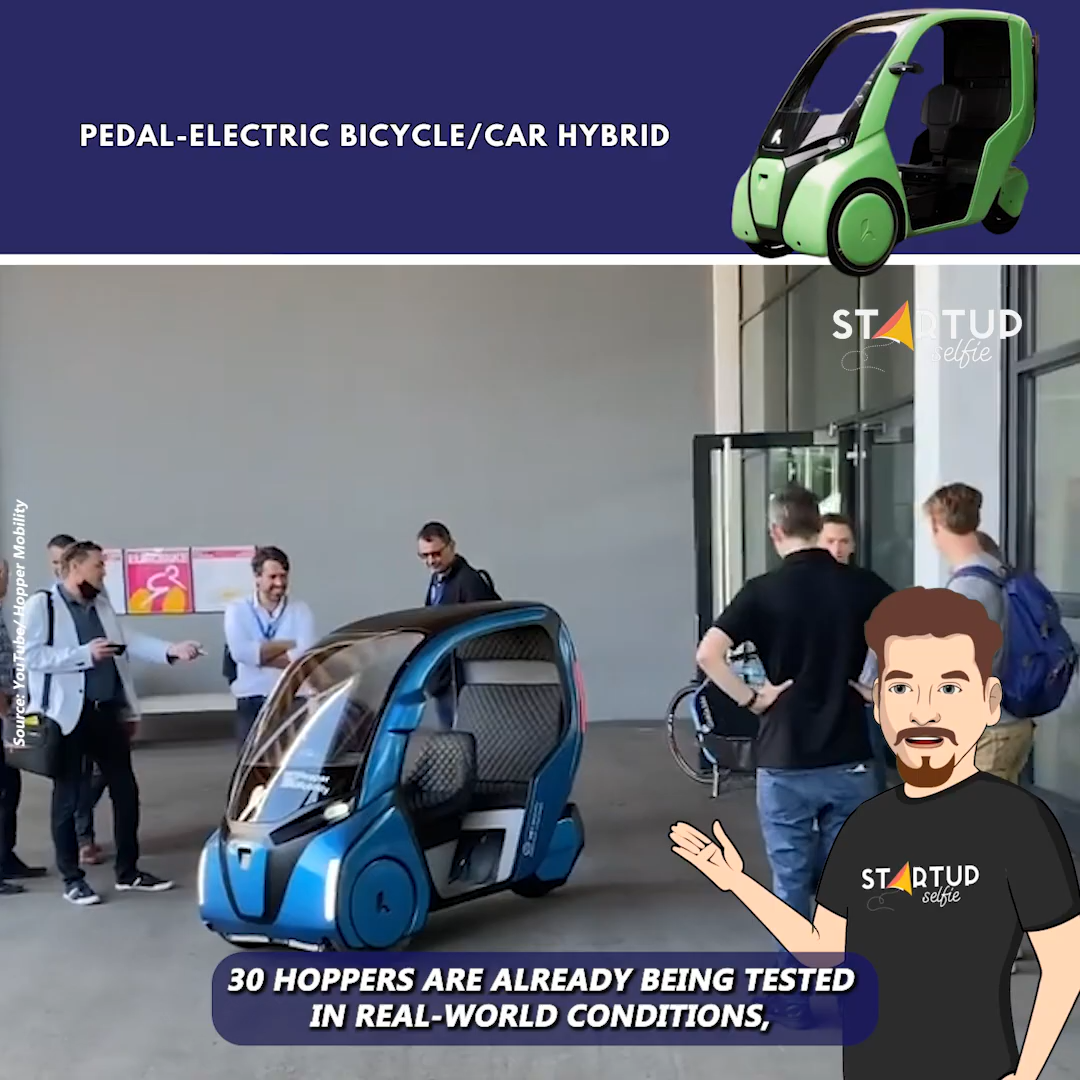 PEDAL-ELECTRIC BICYCLE/CAR HYBRID
STARTUP
selfie
Source: YouTube/ Hopper Mobility
EUROBIKE
STARTUP
selfie
30 HOPPERS ARE ALREADY BEING TESTED
IN REAL-WORLD CONDITIONS,